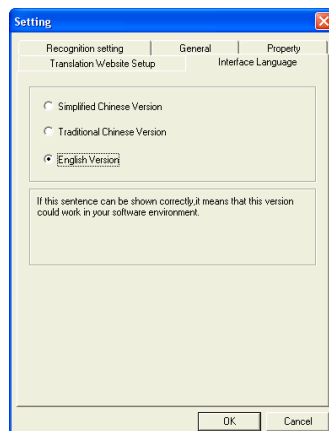 Setting
Recognition setting General Property
Translation Website Setup Interface Language
Simplified Chinese Version
Traditional Chinese Version
English Version
If this sentence can be shown correctly,it means that this version
could work in your software environment.
OK Cancel